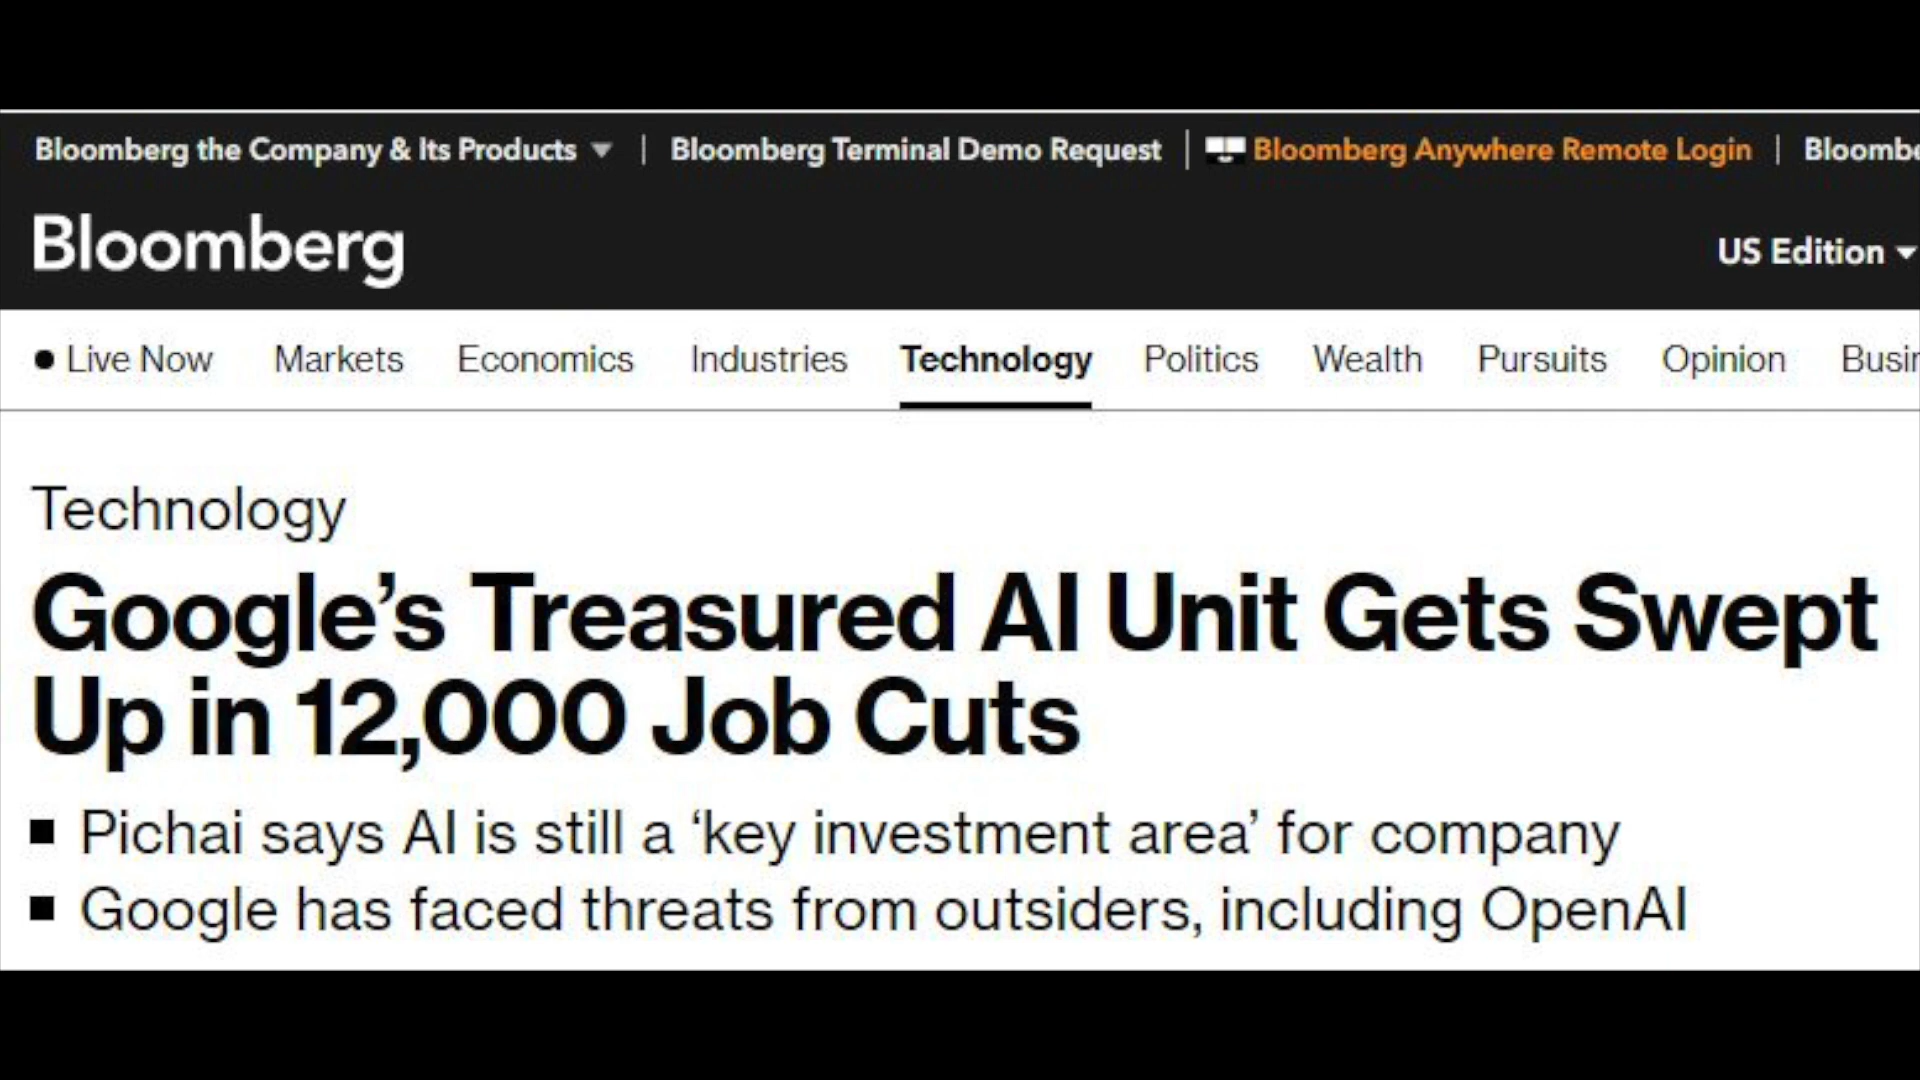 Bloomberg the Company & Its Products ▼ | Bloomberg Terminal Demo Request | Bloomberg Anywhere Remote Login |
Bloomberg
US Edition ▾
• Live Now Markets Economics Industries Technology Politics Wealth Pursuits Opinion
Technology
Google’s Treasured AI Unit Gets Swept
Up in 12,000 Job Cuts
▪ Pichai says AI is still a ‘key investment area’ for company
▪ Google has faced threats from outsiders, including OpenAI